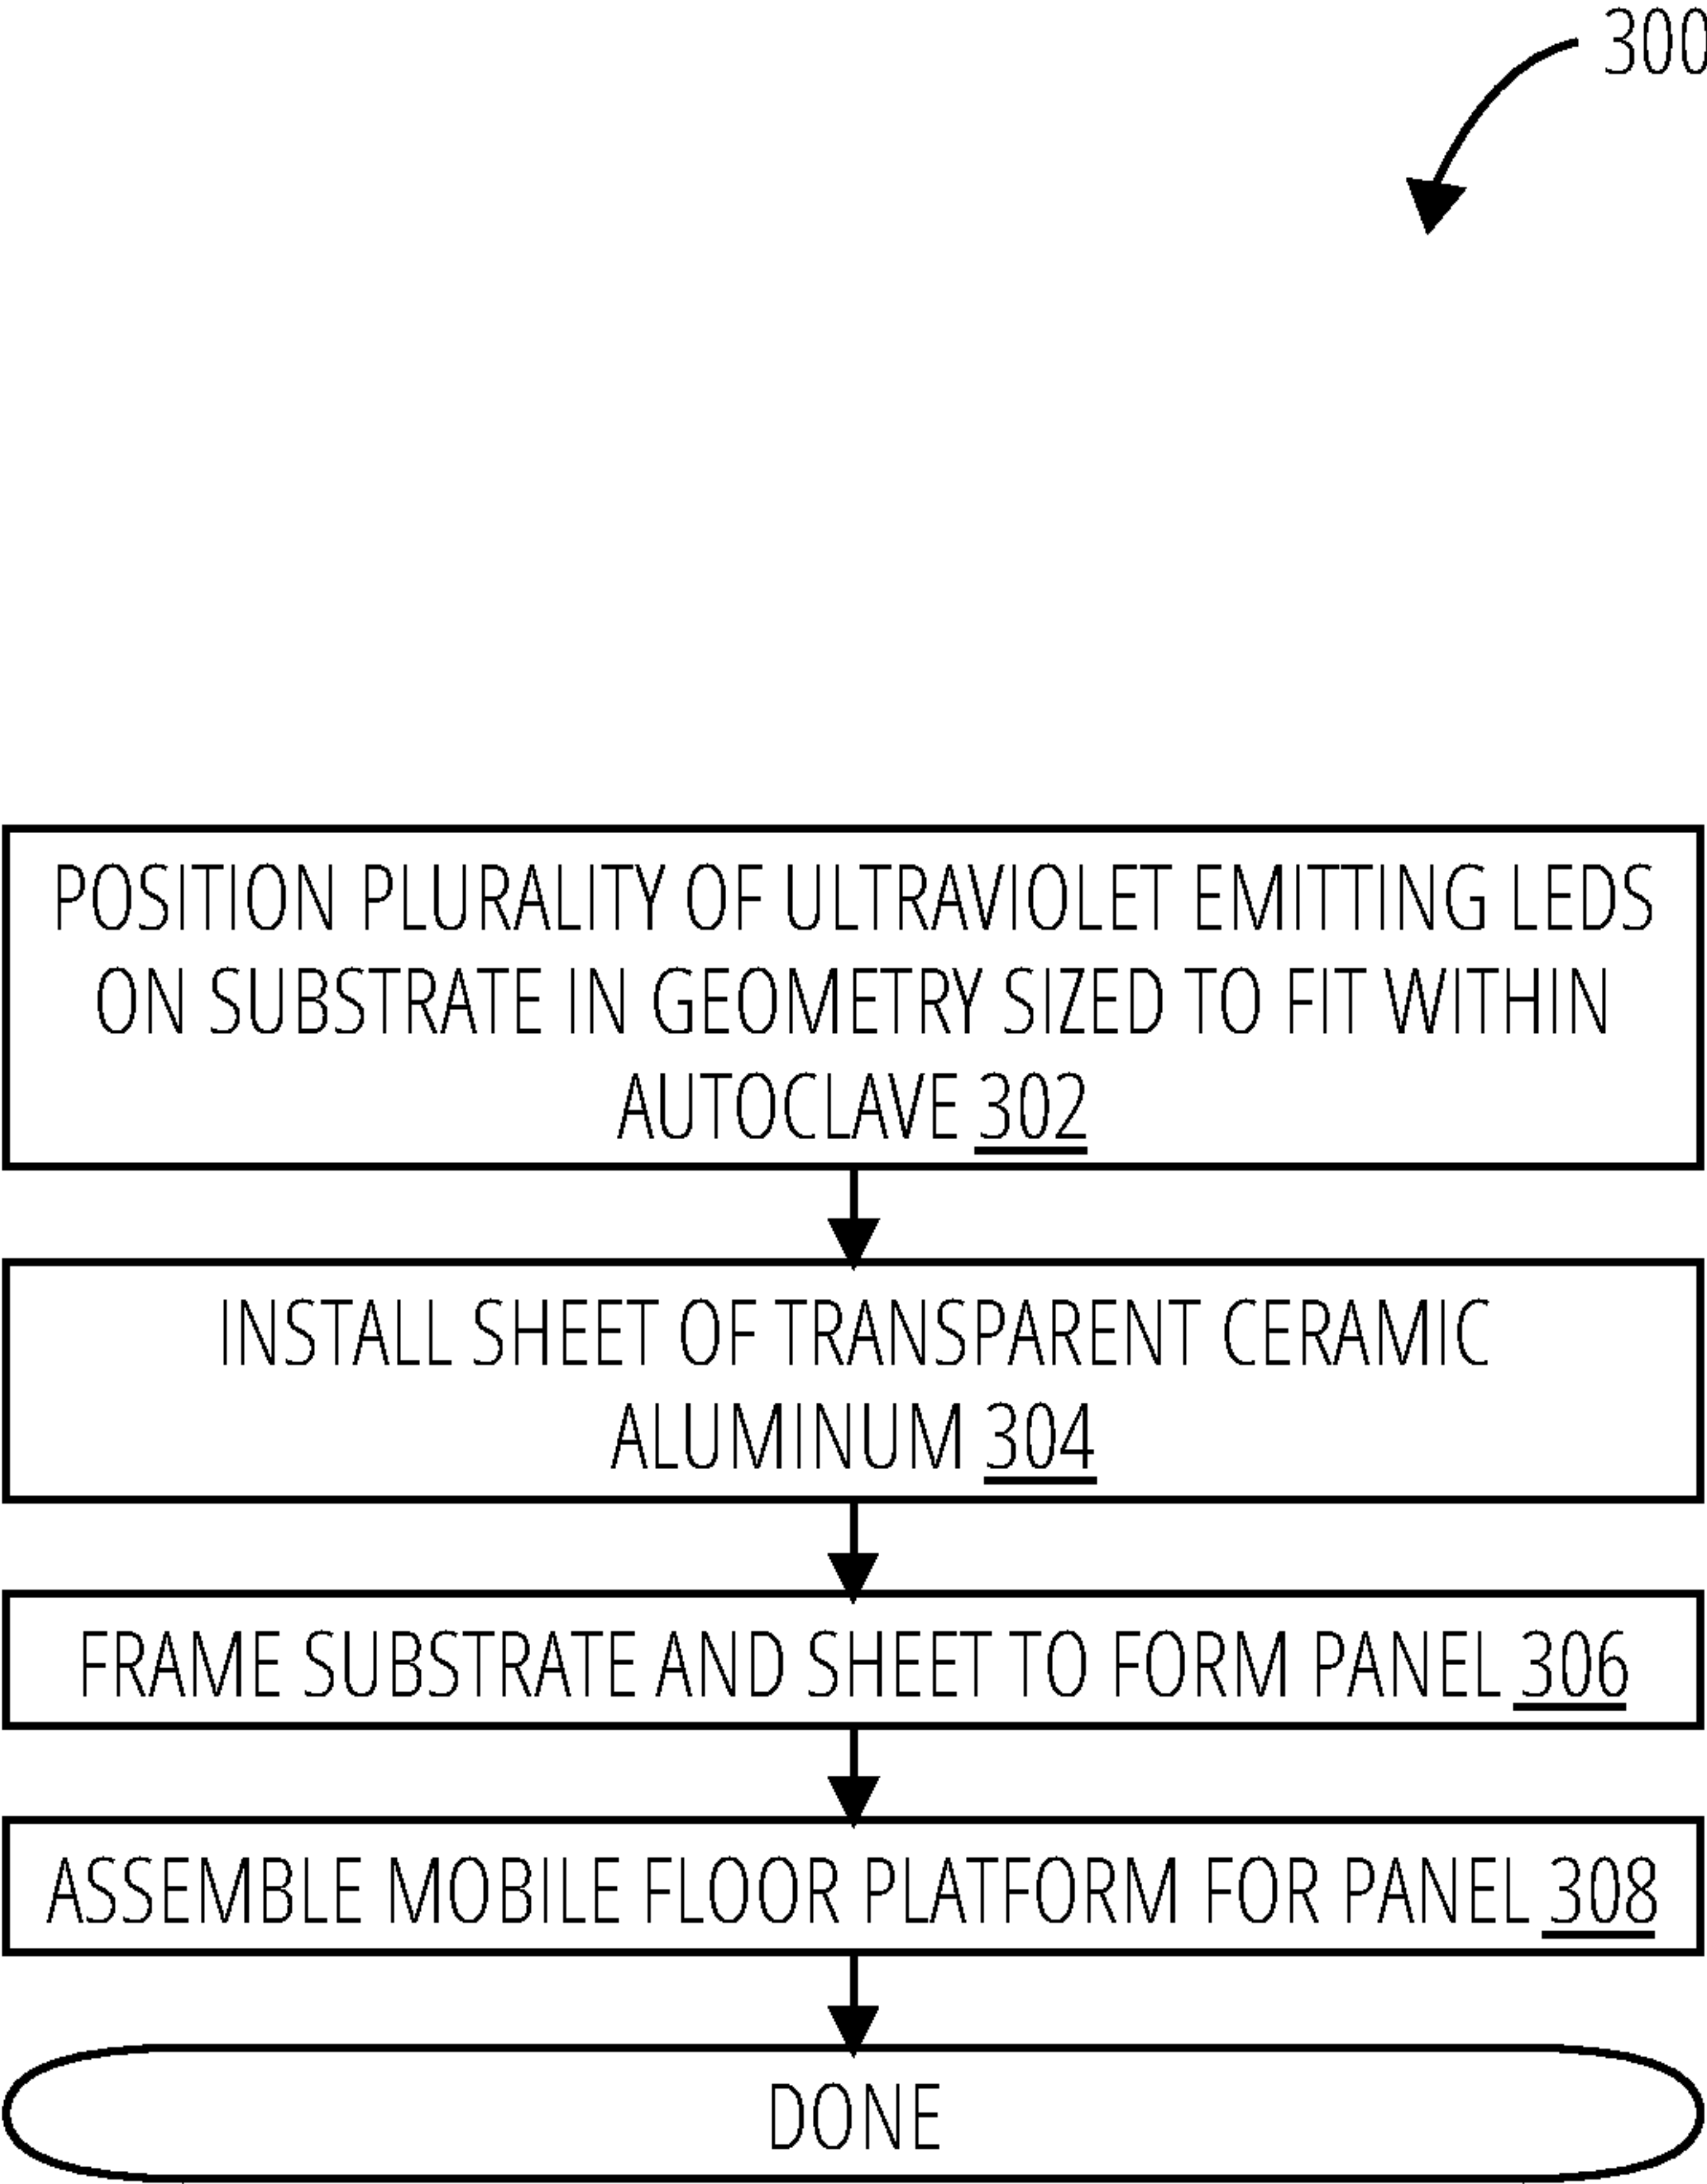 300
POSITION PLURALITY OF ULTRAVIOLET EMITTING LEDS
ON SUBSTRATE IN GEOMETRY SIZED TO FIT WITHIN
AUTOCLAVE 302
INSTALL SHEET OF TRANSPARENT CERAMIC
ALUMINUM 304
FRAME SUBSTRATE AND SHEET TO FORM PANEL 306
ASSEMBLE MOBILE FLOOR PLATFORM FOR PANEL 308
DONE